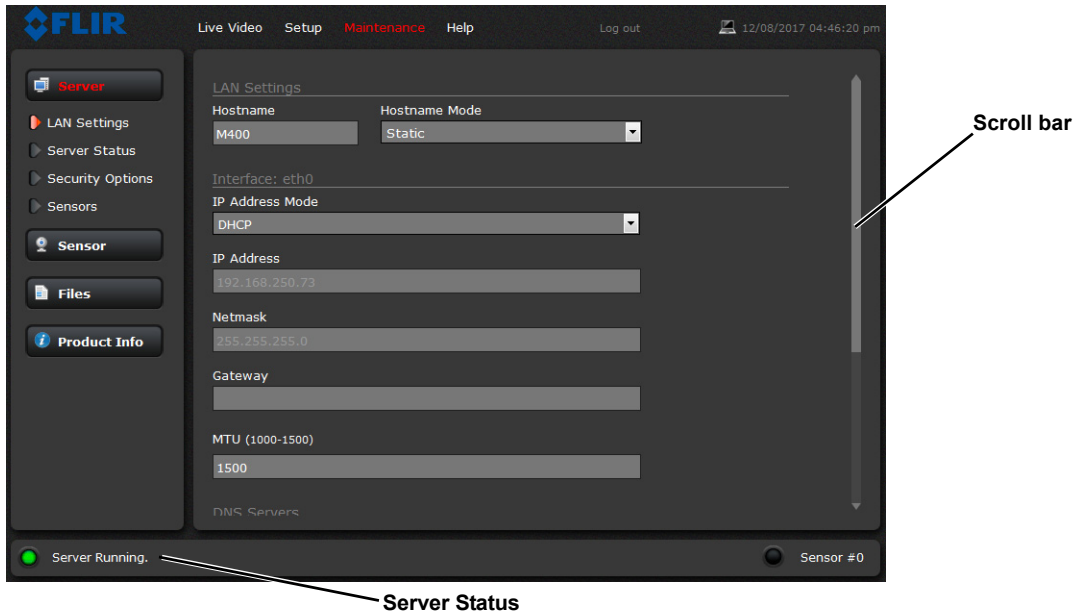 FLIR
Live Video Setup Maintenance Help Log out 12/08/2017 04:46:20 pm
Server
LAN Settings
Server Status
Security Options
Sensors
Sensor
Files
Product Info
LAN Settings
Hostname Hostname Mode
M400 Static
Interface: eth0
IP Address Mode
DHCP
IP Address
192.168.250.73
Netmask
255.255.255.0
Gateway
MTU (1000-1500)
1500
DNS Servers
Scroll bar
Server Running. Sensor #0
Server Status